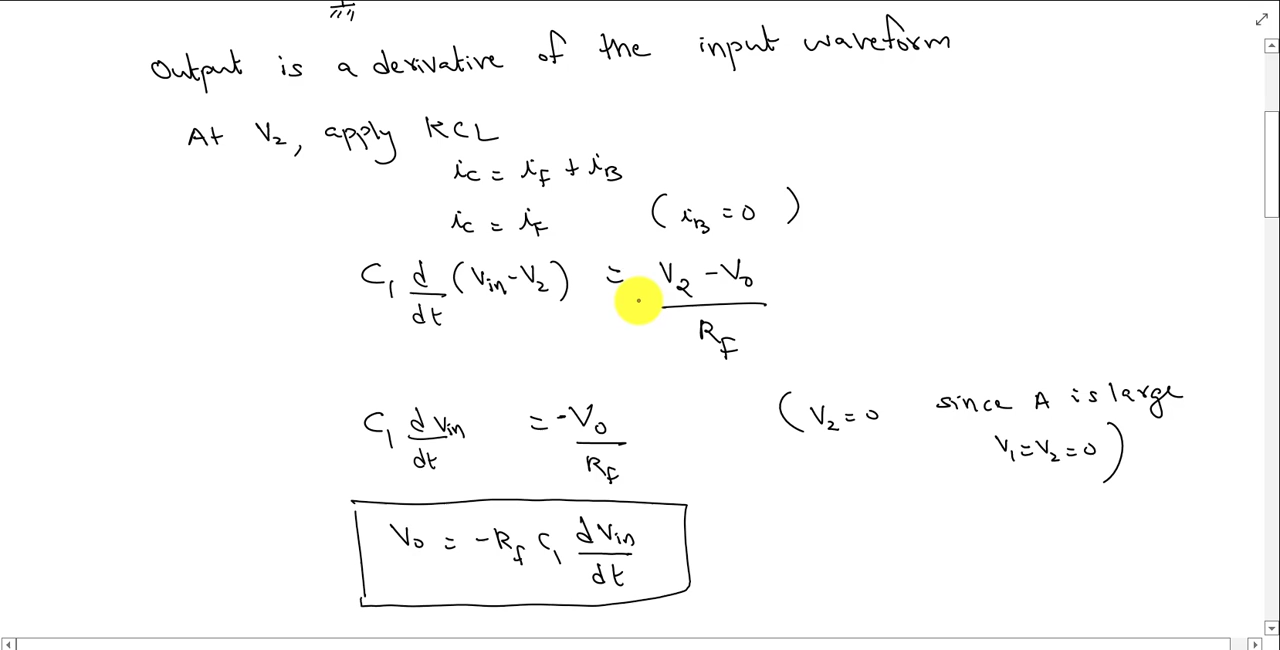 Output is a derivative of the input waveform
At V2, apply KCL
ic = iF + iB
ic = iF (iB = 0)
C1 d/dt (Vin - V2) = V2 - V0 / RF
C1 d Vin/dt = -V0 / RF (V2 = 0 since A is large
V1 = V2 = 0)
V0 = -RF C1 d Vin/dt